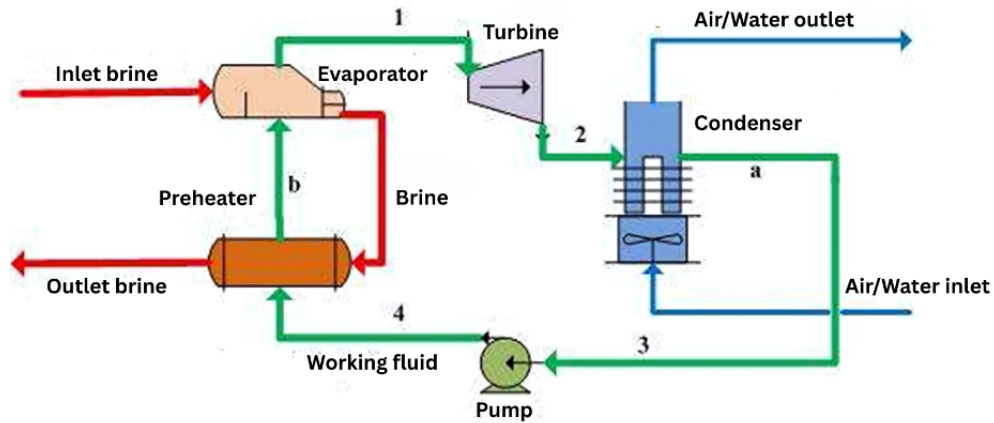 1
Turbine
Air/Water outlet
Inlet brine
Evaporator
2
Condenser
a
b
Preheater
Brine
Outlet brine
Air/Water inlet
4
3
Working fluid
Pump